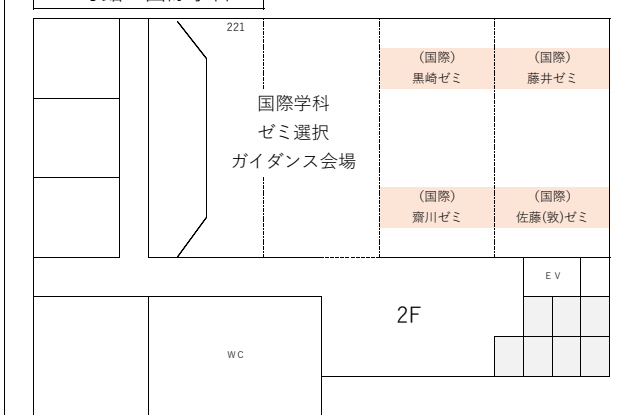 221
(国際)
黒崎ゼミ
(国際)
藤井ゼミ
国際学科
ゼミ選択
ガイダンス会場
(国際)
齋川ゼミ
(国際)
佐藤(敦)ゼミ
EV
2F
WC